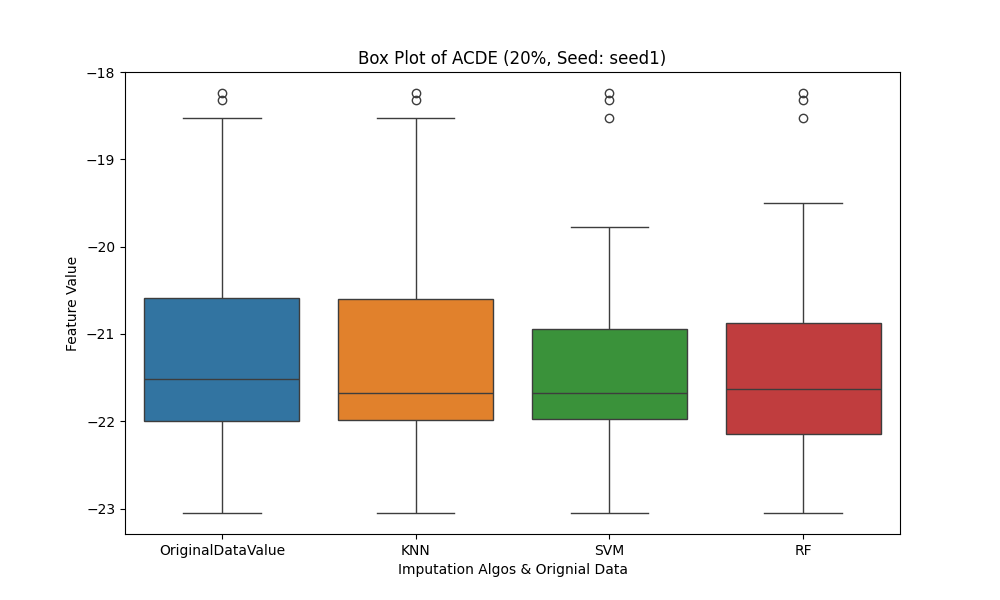 Box Plot of ACDE (20%, Seed: seed1)
−18
−19
−20
−21
−22
−23
Feature Value
OriginalDataValue KNN SVM RF
Imputation Algos & Orignial Data